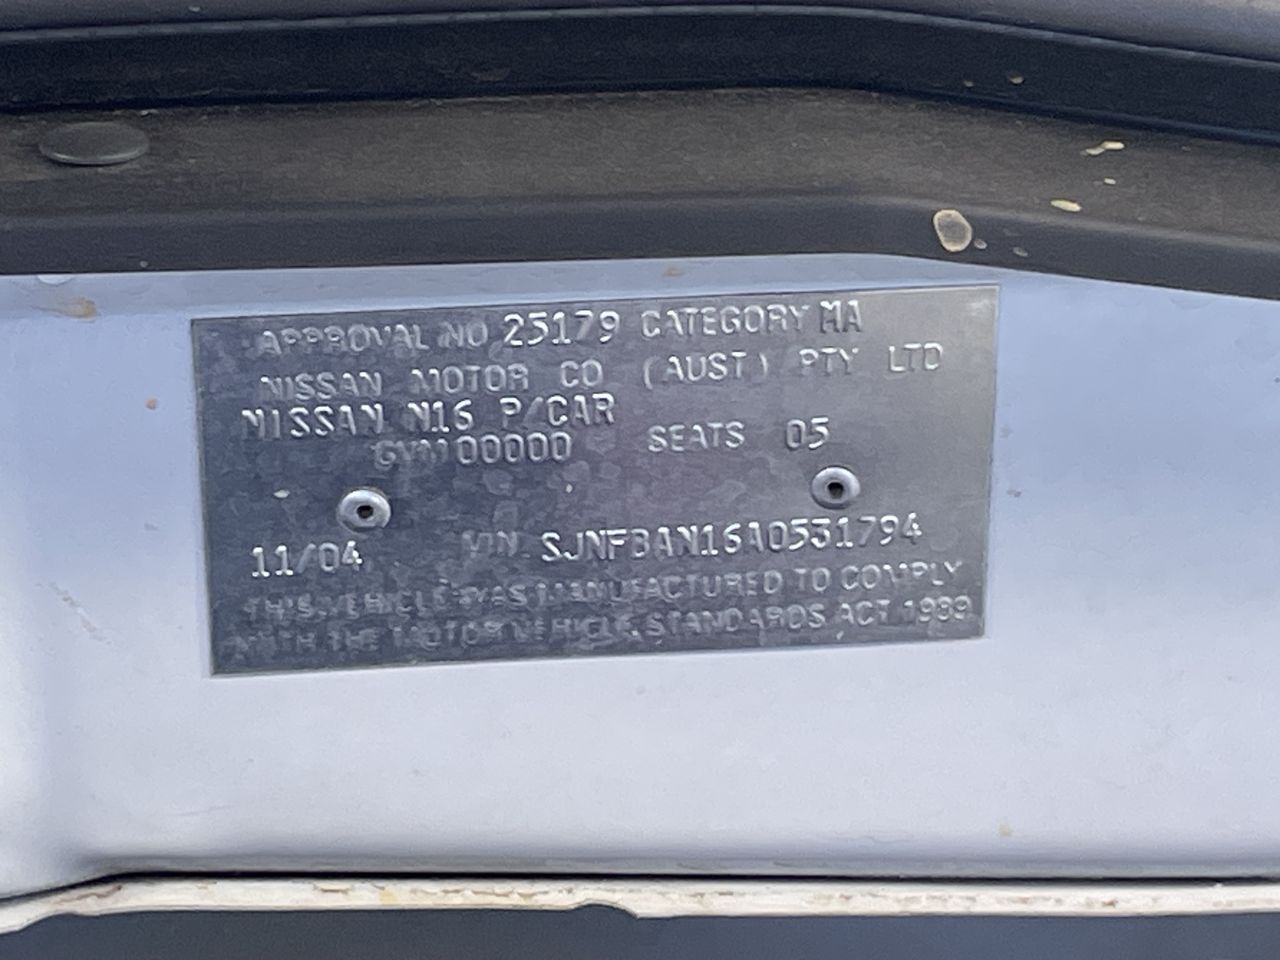 APPROVAL NO 25179 CATEGORY MA
NISSAN MOTOR CO (AUST) PTY LTD
NISSAN N16 P/CAR
GVM 00000 SEATS 05
11/04 VIN SJNFBAN16A0531794
THIS VEHICLE WAS MANUFACTURED TO COMPLY
WITH THE MOTOR VEHICLE STANDARDS ACT 1989